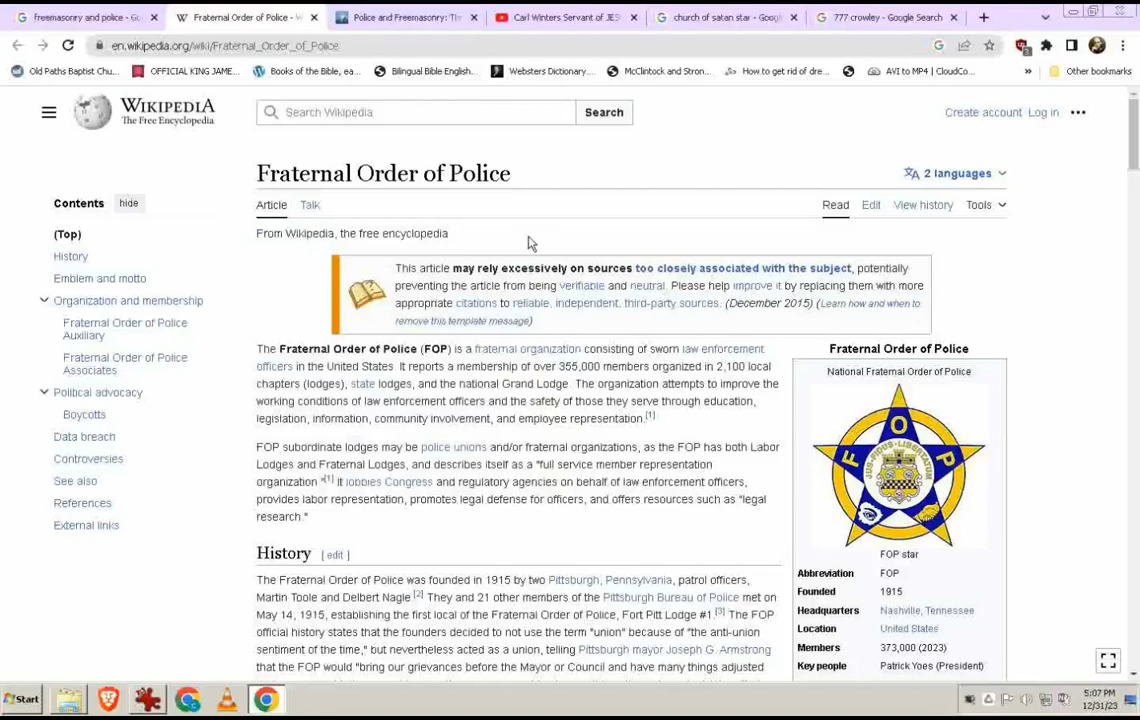 freemasonry and police - Go
Fraternal Order of Police - W
Police and Freemasonry: Th
Carl Winters Servant of JES
church of satan star - Googl
777 crowley - Google Search
en.wikipedia.org/wiki/Fraternal_Order_of_Police
Old Paths Baptist Chu...
OFFICIAL KING JAME...
Books of the Bible, ea...
Bilingual Bible English...
Websters Dictionary...
McClintock and Stron...
How to get rid of dre...
AVI to MP4 | CloudCo...
»
Other bookmarks
WIKIPEDIA
The Free Encyclopedia
Search Wikipedia
Search
Create account Log in
Fraternal Order of Police
2 languages
Contents hide
Article Talk
Read Edit View history Tools
(Top)
History
Emblem and motto
Organization and membership
Fraternal Order of Police
Auxiliary
Fraternal Order of Police
Associates
Political advocacy
Boycotts
Data breach
Controversies
See also
References
External links
From Wikipedia, the free encyclopedia
This article may rely excessively on sources too closely associated with the subject, potentially
preventing the article from being verifiable and neutral. Please help improve it by replacing them with more
appropriate citations to reliable, independent, third-party sources. (December 2015) (Learn how and when to
remove this template message)
The Fraternal Order of Police (FOP) is a fraternal organization consisting of sworn law enforcement
officers in the United States. It reports a membership of over 355,000 members organized in 2,100 local
chapters (lodges), state lodges, and the national Grand Lodge. The organization attempts to improve the
working conditions of law enforcement officers and the safety of those they serve through education,
legislation, information, community involvement, and employee representation.[1]
FOP subordinate lodges may be police unions and/or fraternal organizations, as the FOP has both Labor
Lodges and Fraternal Lodges, and describes itself as a "full service member representation
organization."[1] It lobbies Congress and regulatory agencies on behalf of law enforcement officers,
provides labor representation, promotes legal defense for officers, and offers resources such as "legal
research."
History [ edit ]
The Fraternal Order of Police was founded in 1915 by two Pittsburgh, Pennsylvania, patrol officers,
Martin Toole and Delbert Nagle.[2] They and 21 other members of the Pittsburgh Bureau of Police met on
May 14, 1915, establishing the first local of the Fraternal Order of Police, Fort Pitt Lodge #1.[3] The FOP
official history states that the founders decided to not use the term "union" because of "the anti-union
sentiment of the time," but nevertheless acted as a union, telling Pittsburgh mayor Joseph G. Armstrong
that the FOP would "bring our grievances before the Mayor or Council and have many things adjusted
Fraternal Order of Police
National Fraternal Order of Police
F O P
JUS·FIDUS·LIBERTATUM
FOP star
Abbreviation FOP
Founded 1915
Headquarters Nashville, Tennessee
Location United States
Members 373,000 (2023)
Key people Patrick Yoes (President)
Start
5:07 PM
12/31/23